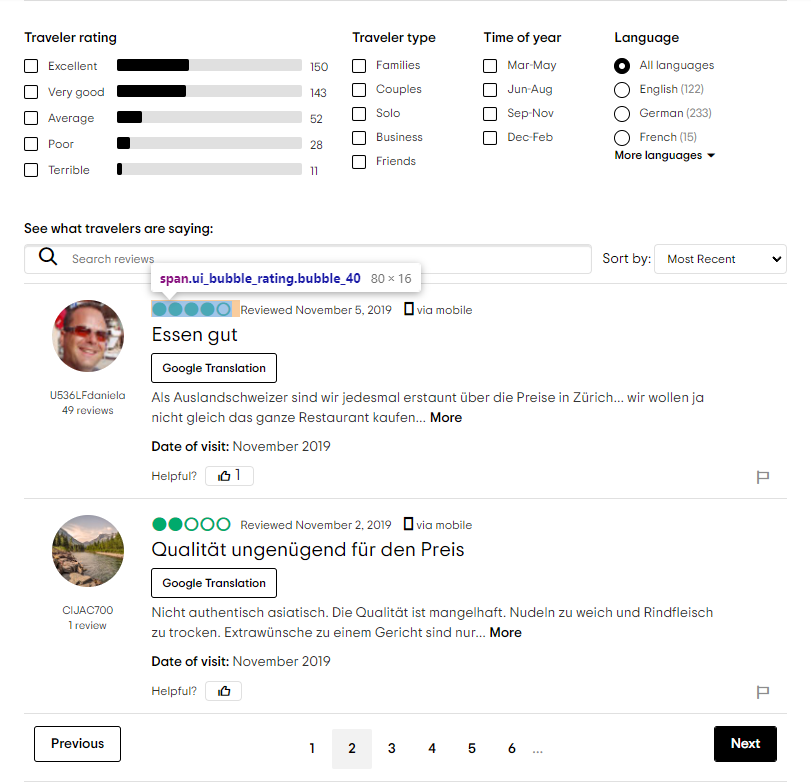 Traveler rating
Excellent 150
Very good 143
Average 52
Poor 28
Terrible 11
Traveler type
Families
Couples
Solo
Business
Friends
Time of year
Mar-May
Jun-Aug
Sep-Nov
Dec-Feb
Language
All languages
English (122)
German (233)
French (15)
More languages
See what travelers are saying:
Search reviews
Sort by: Most Recent
span.ui_bubble_rating.bubble_40 80 × 16
Reviewed November 5, 2019 via mobile
Essen gut
Google Translation
U536LFdaniela
49 reviews
Als Auslandschweizer sind wir jedesmal erstaunt über die Preise in Zürich... wir wollen ja
nicht gleich das ganze Restaurant kaufen... More
Date of visit: November 2019
Helpful? 1
Reviewed November 2, 2019 via mobile
Qualität ungenügend für den Preis
Google Translation
CIJAC700
1 review
Nicht authentisch asiatisch. Die Qualität ist mangelhaft. Nudeln zu weich und Rindfleisch
zu trocken. Extrawünsche zu einem Gericht sind nur... More
Date of visit: November 2019
Helpful?
Previous 1 2 3 4 5 6 ... Next